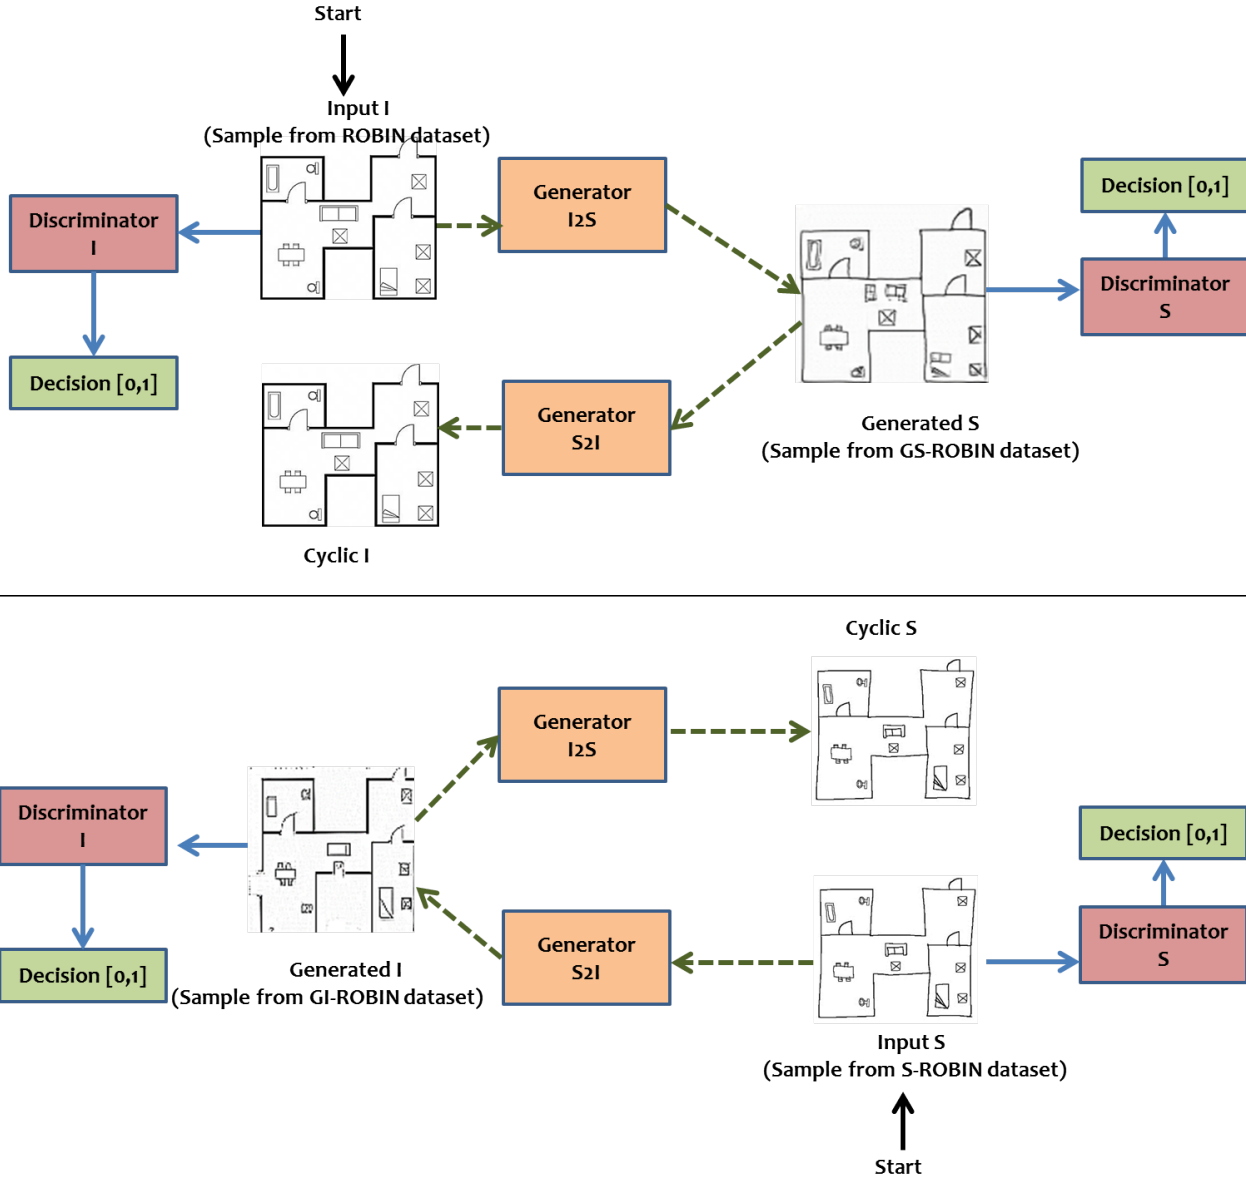 Start
Input I
(Sample from ROBIN dataset)
Generator
I2S
Decision [0,1]
Discriminator
I
Discriminator
S
Decision [0,1]
Generator
S2I
Generated S
(Sample from GS-ROBIN dataset)
Cyclic I
Cyclic S
Generator
I2S
Discriminator
I
Decision [0,1]
Discriminator
S
Generator
S2I
Decision [0,1]
Generated I
(Sample from GI-ROBIN dataset)
Input S
(Sample from S-ROBIN dataset)
Start